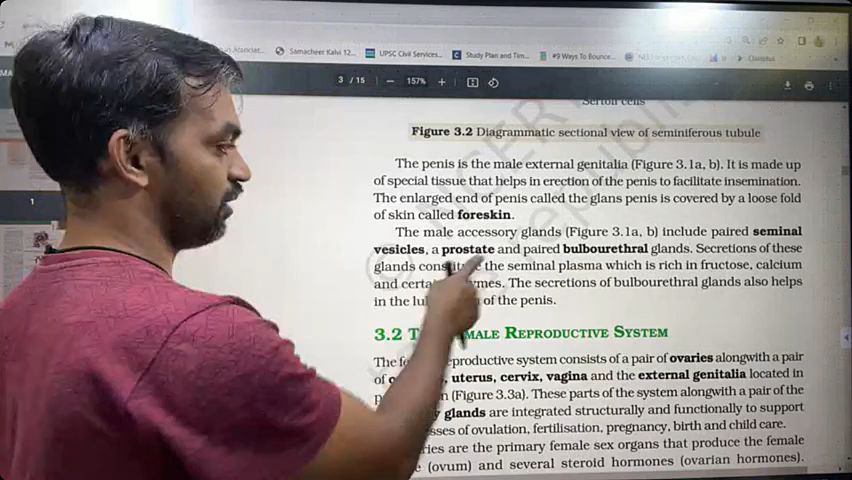 Samacheer Kalvi 12...
UPSC Civil Services...
Study Plan and Tim...
#9 Ways To Bounce...
3 / 15
157%
Sertoli cells
Figure 3.2 Diagrammatic sectional view of seminiferous tubule
The penis is the male external genitalia (Figure 3.1a, b). It is made up
of special tissue that helps in erection of the penis to facilitate insemination.
The enlarged end of penis called the glans penis is covered by a loose fold
of skin called foreskin.
The male accessory glands (Figure 3.1a, b) include paired seminal
vesicles, a prostate and paired bulbourethral glands. Secretions of these
glands the seminal plasma which is rich in fructose, calcium
and The secretions of bulbourethral glands also helps
in the of the penis.
3.2 REPRODUCTIVE SYSTEM
The reproductive system consists of a pair of ovaries alongwith a pair
of uterus, cervix, vagina and the external genitalia located in
(Figure 3.3a). These parts of the system alongwith a pair of the
glands are integrated structurally and functionally to support
of ovulation, fertilisation, pregnancy, birth and child care.
are the primary female sex organs that produce the female
(ovum) and several steroid hormones (ovarian hormones).
1